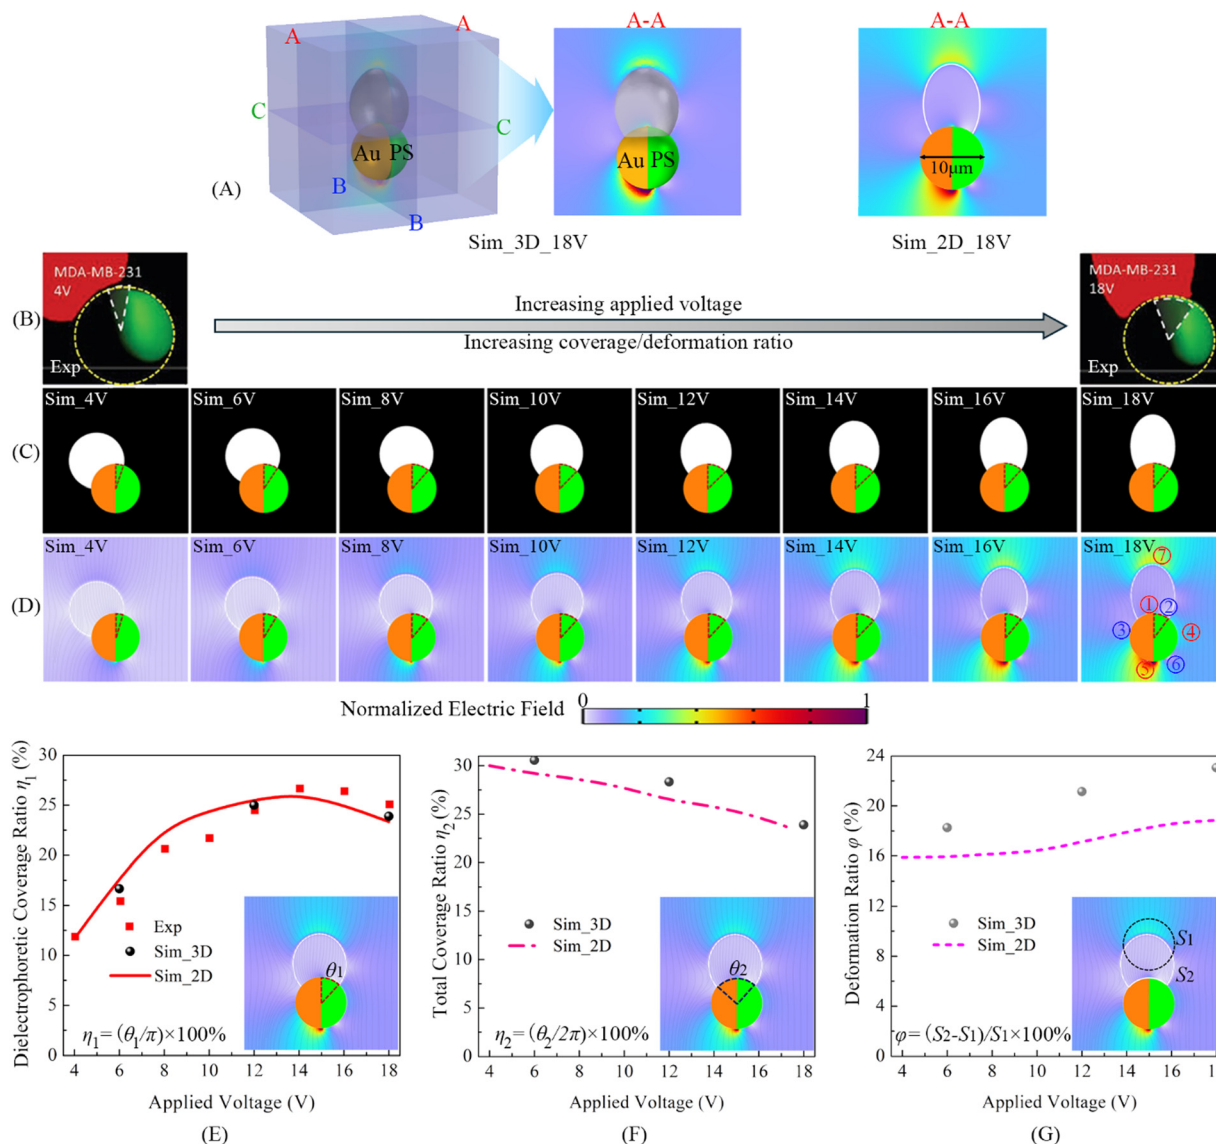 A A A-A A-A
C C
Au PS Au PS 10μm
(A) B B
Sim_3D_18V Sim_2D_18V
(B) MDA-MB-231 4V Exp
Increasing applied voltage
Increasing coverage/deformation ratio
MDA-MB-231 18V Exp
(C) Sim_4V Sim_6V Sim_8V Sim_10V Sim_12V Sim_14V Sim_16V Sim_18V
(D) Sim_4V Sim_6V Sim_8V Sim_10V Sim_12V Sim_14V Sim_16V Sim_18V
⑦
① ②
③ ④
⑤ ⑥
Normalized Electric Field 0 1
Dielectrophorotic Coverage Ratio η1 (%)
30
25
20
15
10
5
0
Exp
Sim_3D
Sim_2D
θ1
η1=(θ1/π)×100%
4 6 8 10 12 14 16 18
Applied Voltage (V)
(E)
Total Coverage Ratio η2 (%)
30
25
20
15
10
5
0
Sim_3D
Sim_2D
θ2
η2=(θ2/2π)×100%
4 6 8 10 12 14 16 18
Applied Voltage (V)
(F)
Deformation Ratio φ (%)
24
20
16
12
8
4
0
Sim_3D
Sim_2D
S1
S2
φ=(S2-S1)/S1×100%
4 6 8 10 12 14 16
Applied Voltage (V)
(G)